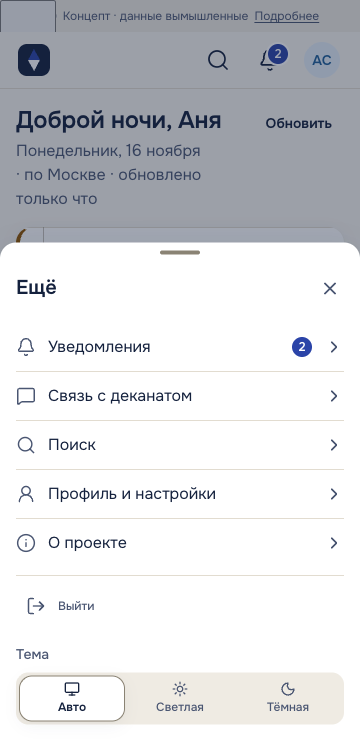 Концепт · данные вымышленные Подробнее
2
АС
Доброй ночи, Аня
Обновить
Понедельник, 16 ноября
· по Москве · обновлено
только что
Ещё
Уведомления 2
Связь с деканатом
Поиск
Профиль и настройки
О проекте
Выйти
Тема
Авто Светлая Тёмная